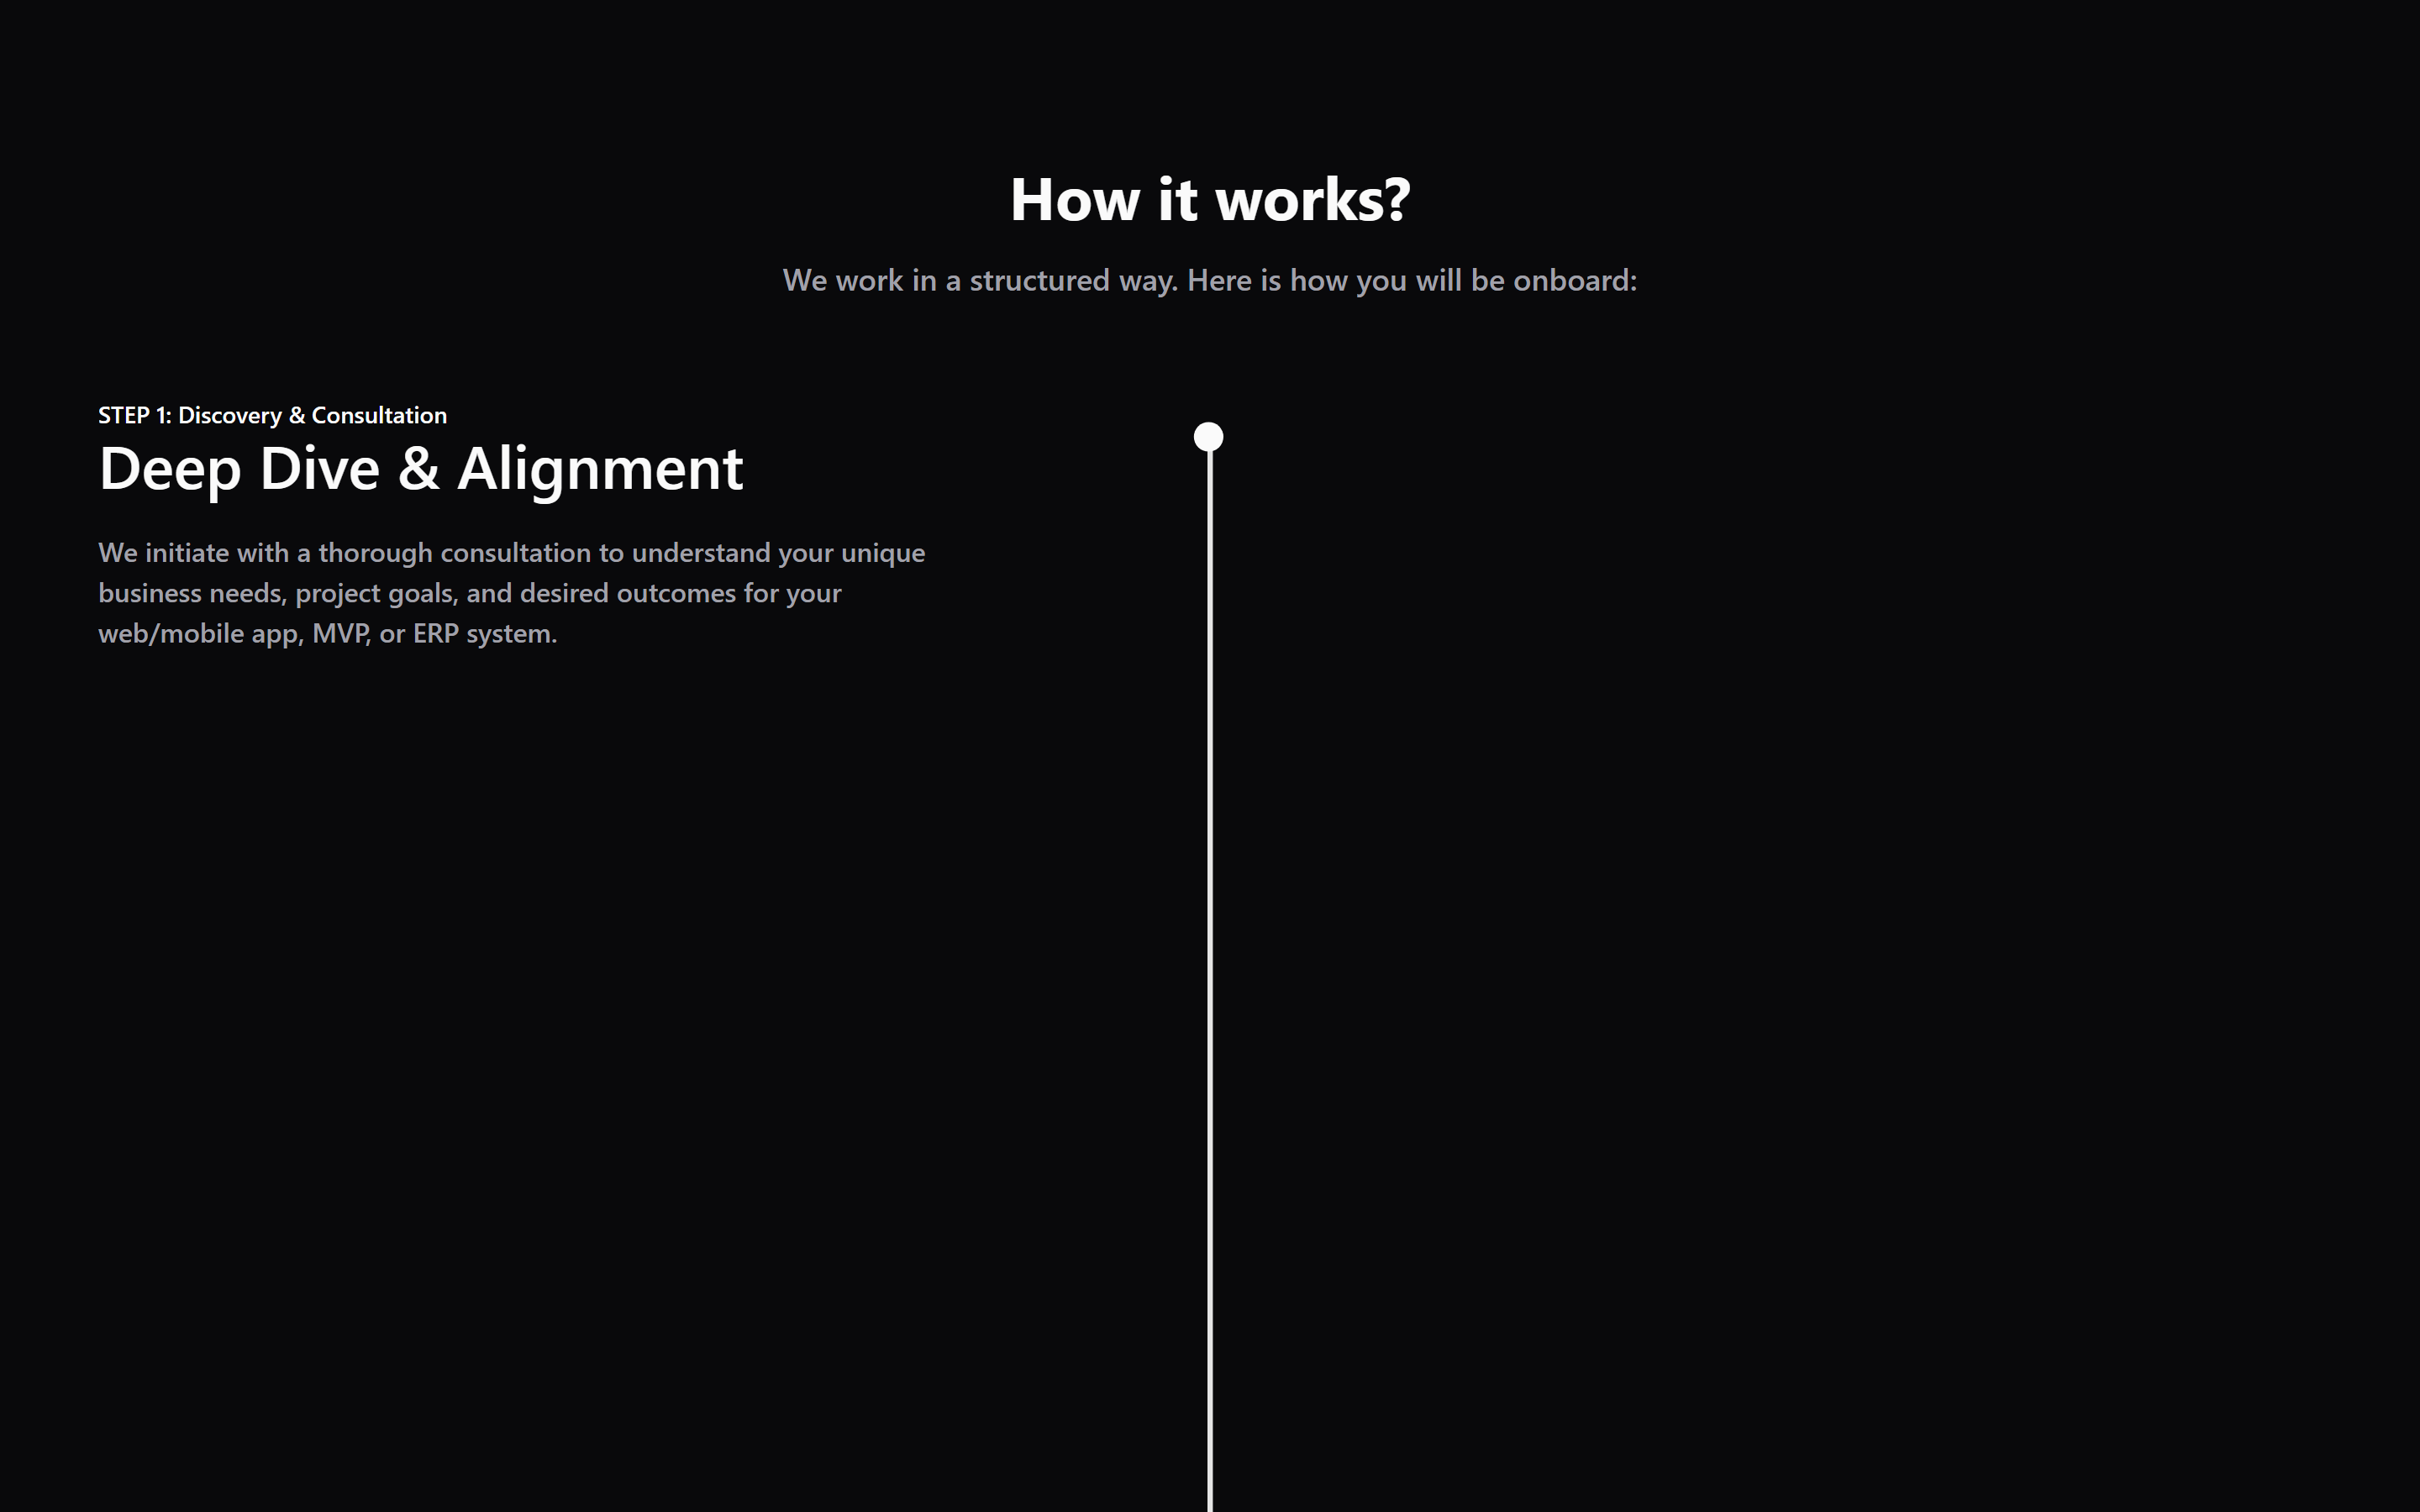 How it works?
We work in a structured way. Here is how you will be onboard:
STEP 1: Discovery & Consultation
Deep Dive & Alignment
We initiate with a thorough consultation to understand your unique
business needs, project goals, and desired outcomes for your
web/mobile app, MVP, or ERP system.